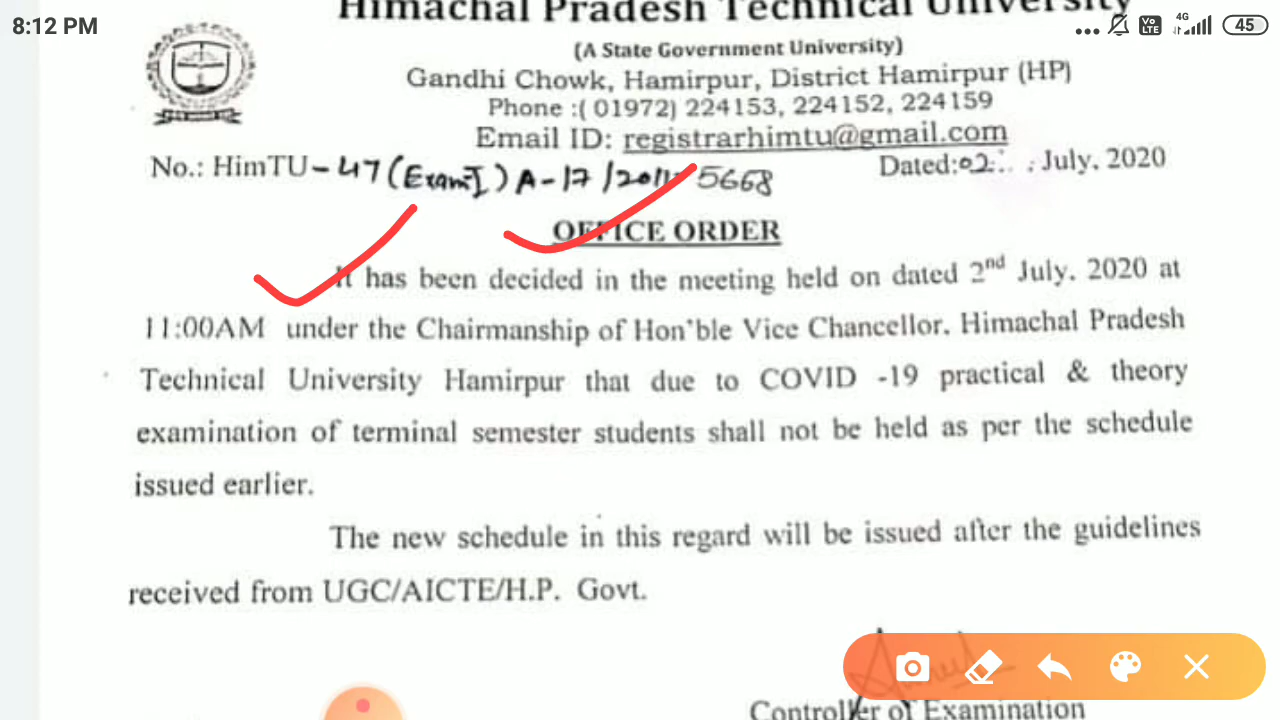 8:12 PM
4G
Vo LTE
45
Himachal Pradesh Technical University
(A State Government University)
Gandhi Chowk, Hamirpur, District Hamirpur (HP)
Phone :( 01972) 224153, 224152, 224159
Email ID: registrarhimtu@gmail.com
No.: HimTU-47(Exam-I) A-17/201 5668 Dated:02 July, 2020
OFFICE ORDER
It has been decided in the meeting held on dated 2nd July, 2020 at
11:00AM under the Chairmanship of Hon'ble Vice Chancellor, Himachal Pradesh
Technical University Hamirpur that due to COVID -19 practical & theory
examination of terminal semester students shall not be held as per the schedule
issued earlier.
The new schedule in this regard will be issued after the guidelines
received from UGC/AICTE/H.P. Govt.
Controller of Examination